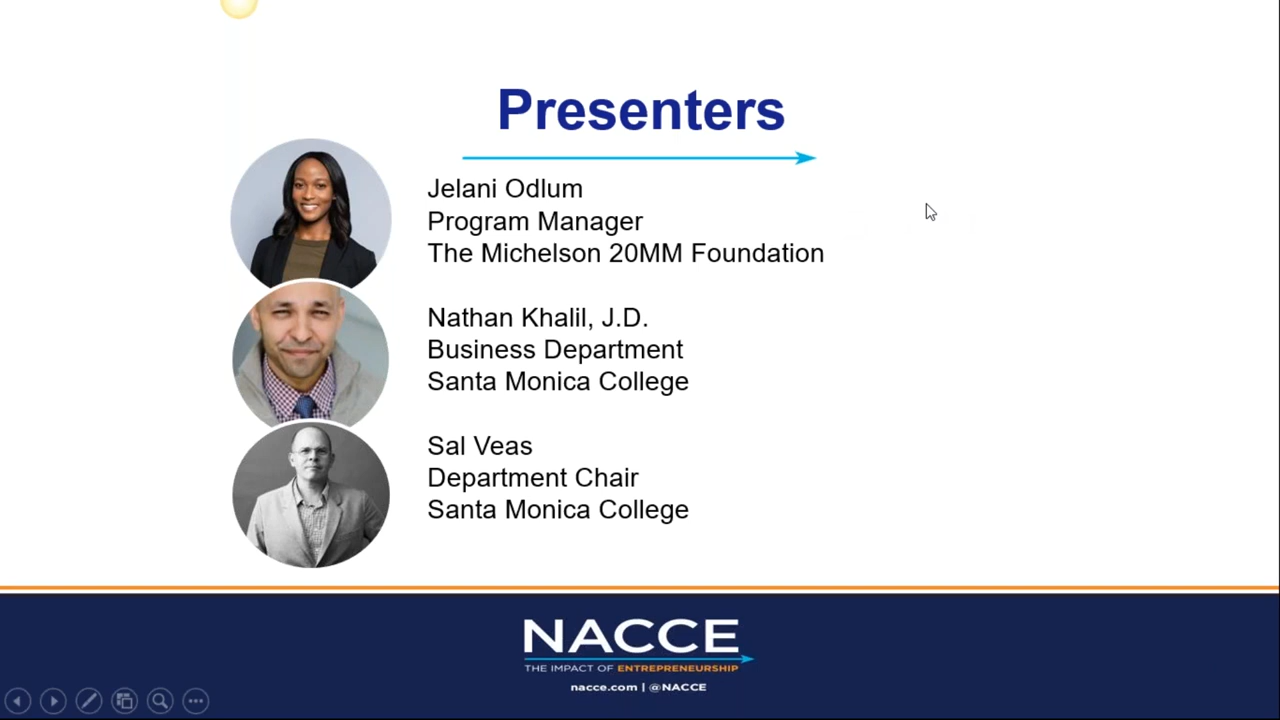 Presenters
Jelani Odlum
Program Manager
The Michelson 20MM Foundation
Nathan Khalil, J.D.
Business Department
Santa Monica College
Sal Veas
Department Chair
Santa Monica College
NACCE
THE IMPACT OF ENTREPRENEURSHIP
nacce.com | @NACCE